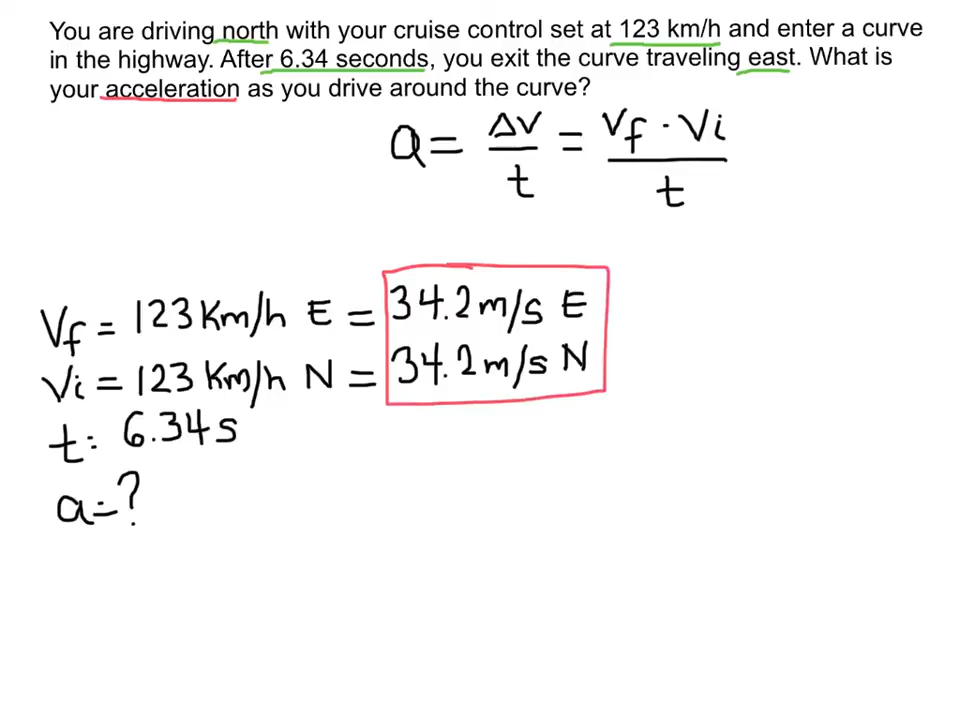 You are driving north with your cruise control set at 123 km/h and enter a curve
in the highway. After 6.34 seconds, you exit the curve traveling east. What is
your acceleration as you drive around the curve?
a = Δv/t = Vf · Vi/t
Vf = 123 Km/h E = 34.2 m/s E
Vi = 123 Km/h N = 34.2 m/s N
t: 6.34 s
a = ?